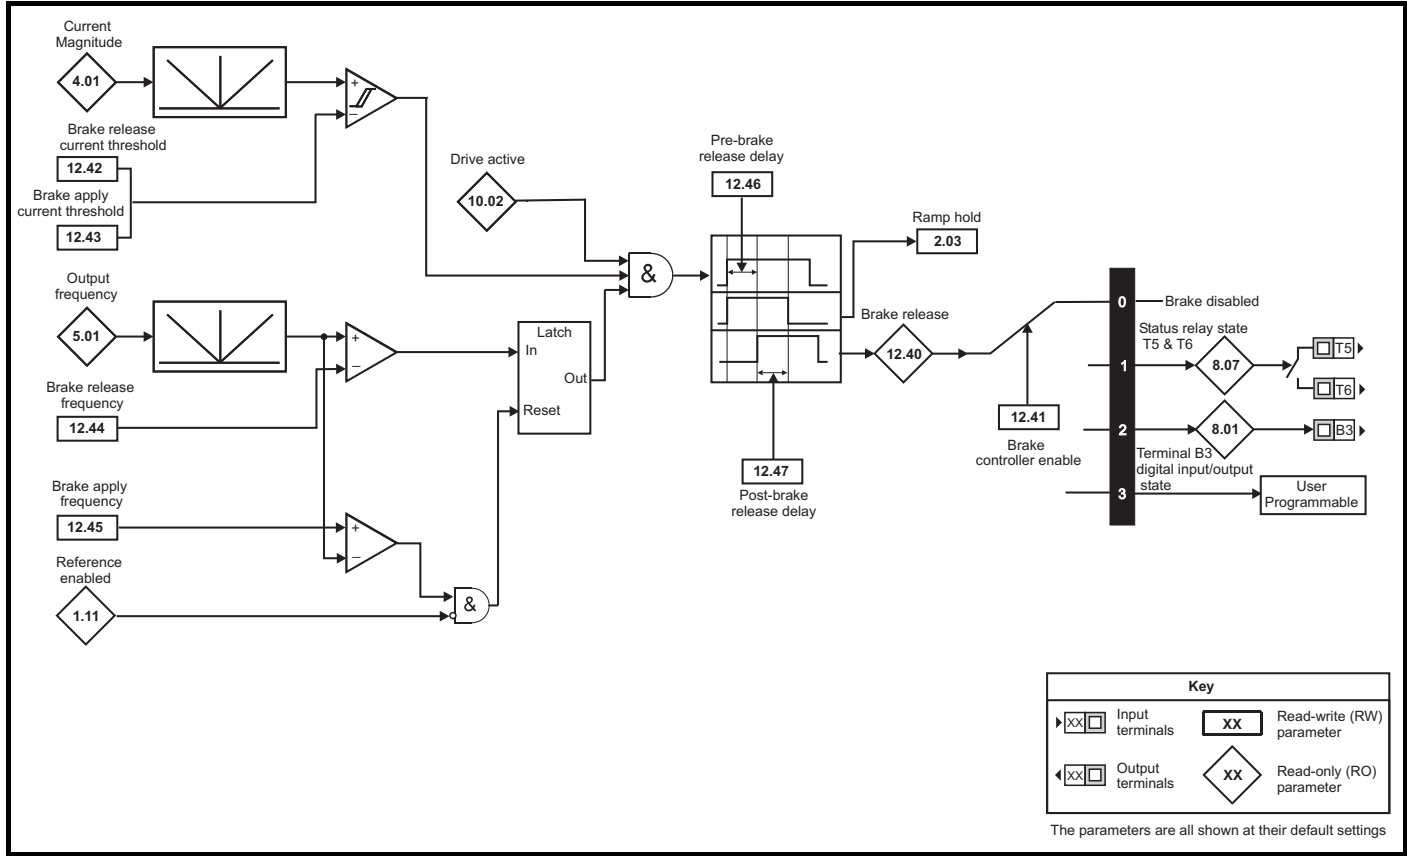 Current
Magnitude
4.01
+
−
Brake release
current threshold
12.42
Brake apply
current threshold
12.43
Drive active
10.02
Pre-brake
release delay
12.46
Ramp hold
2.03
&
Output
frequency
5.01
+
−
Brake release
frequency
12.44
Latch
In
Out
Reset
Brake release
12.40
12.47
Post-brake
release delay
12.41
Brake
controller enable
0
Brake disabled
Status relay state
T5 & T6
1
8.07
T5
T6
2
8.01
B3
Terminal B3
digital input/output
state
3
User
Programmable
Brake apply
frequency
12.45
+
−
Reference
enabled
1.11
&
Key
XX
Input
terminals
XX
Read-write (RW)
parameter
XX
Output
terminals
XX
Read-only (RO)
parameter
The parameters are all shown at their default settings